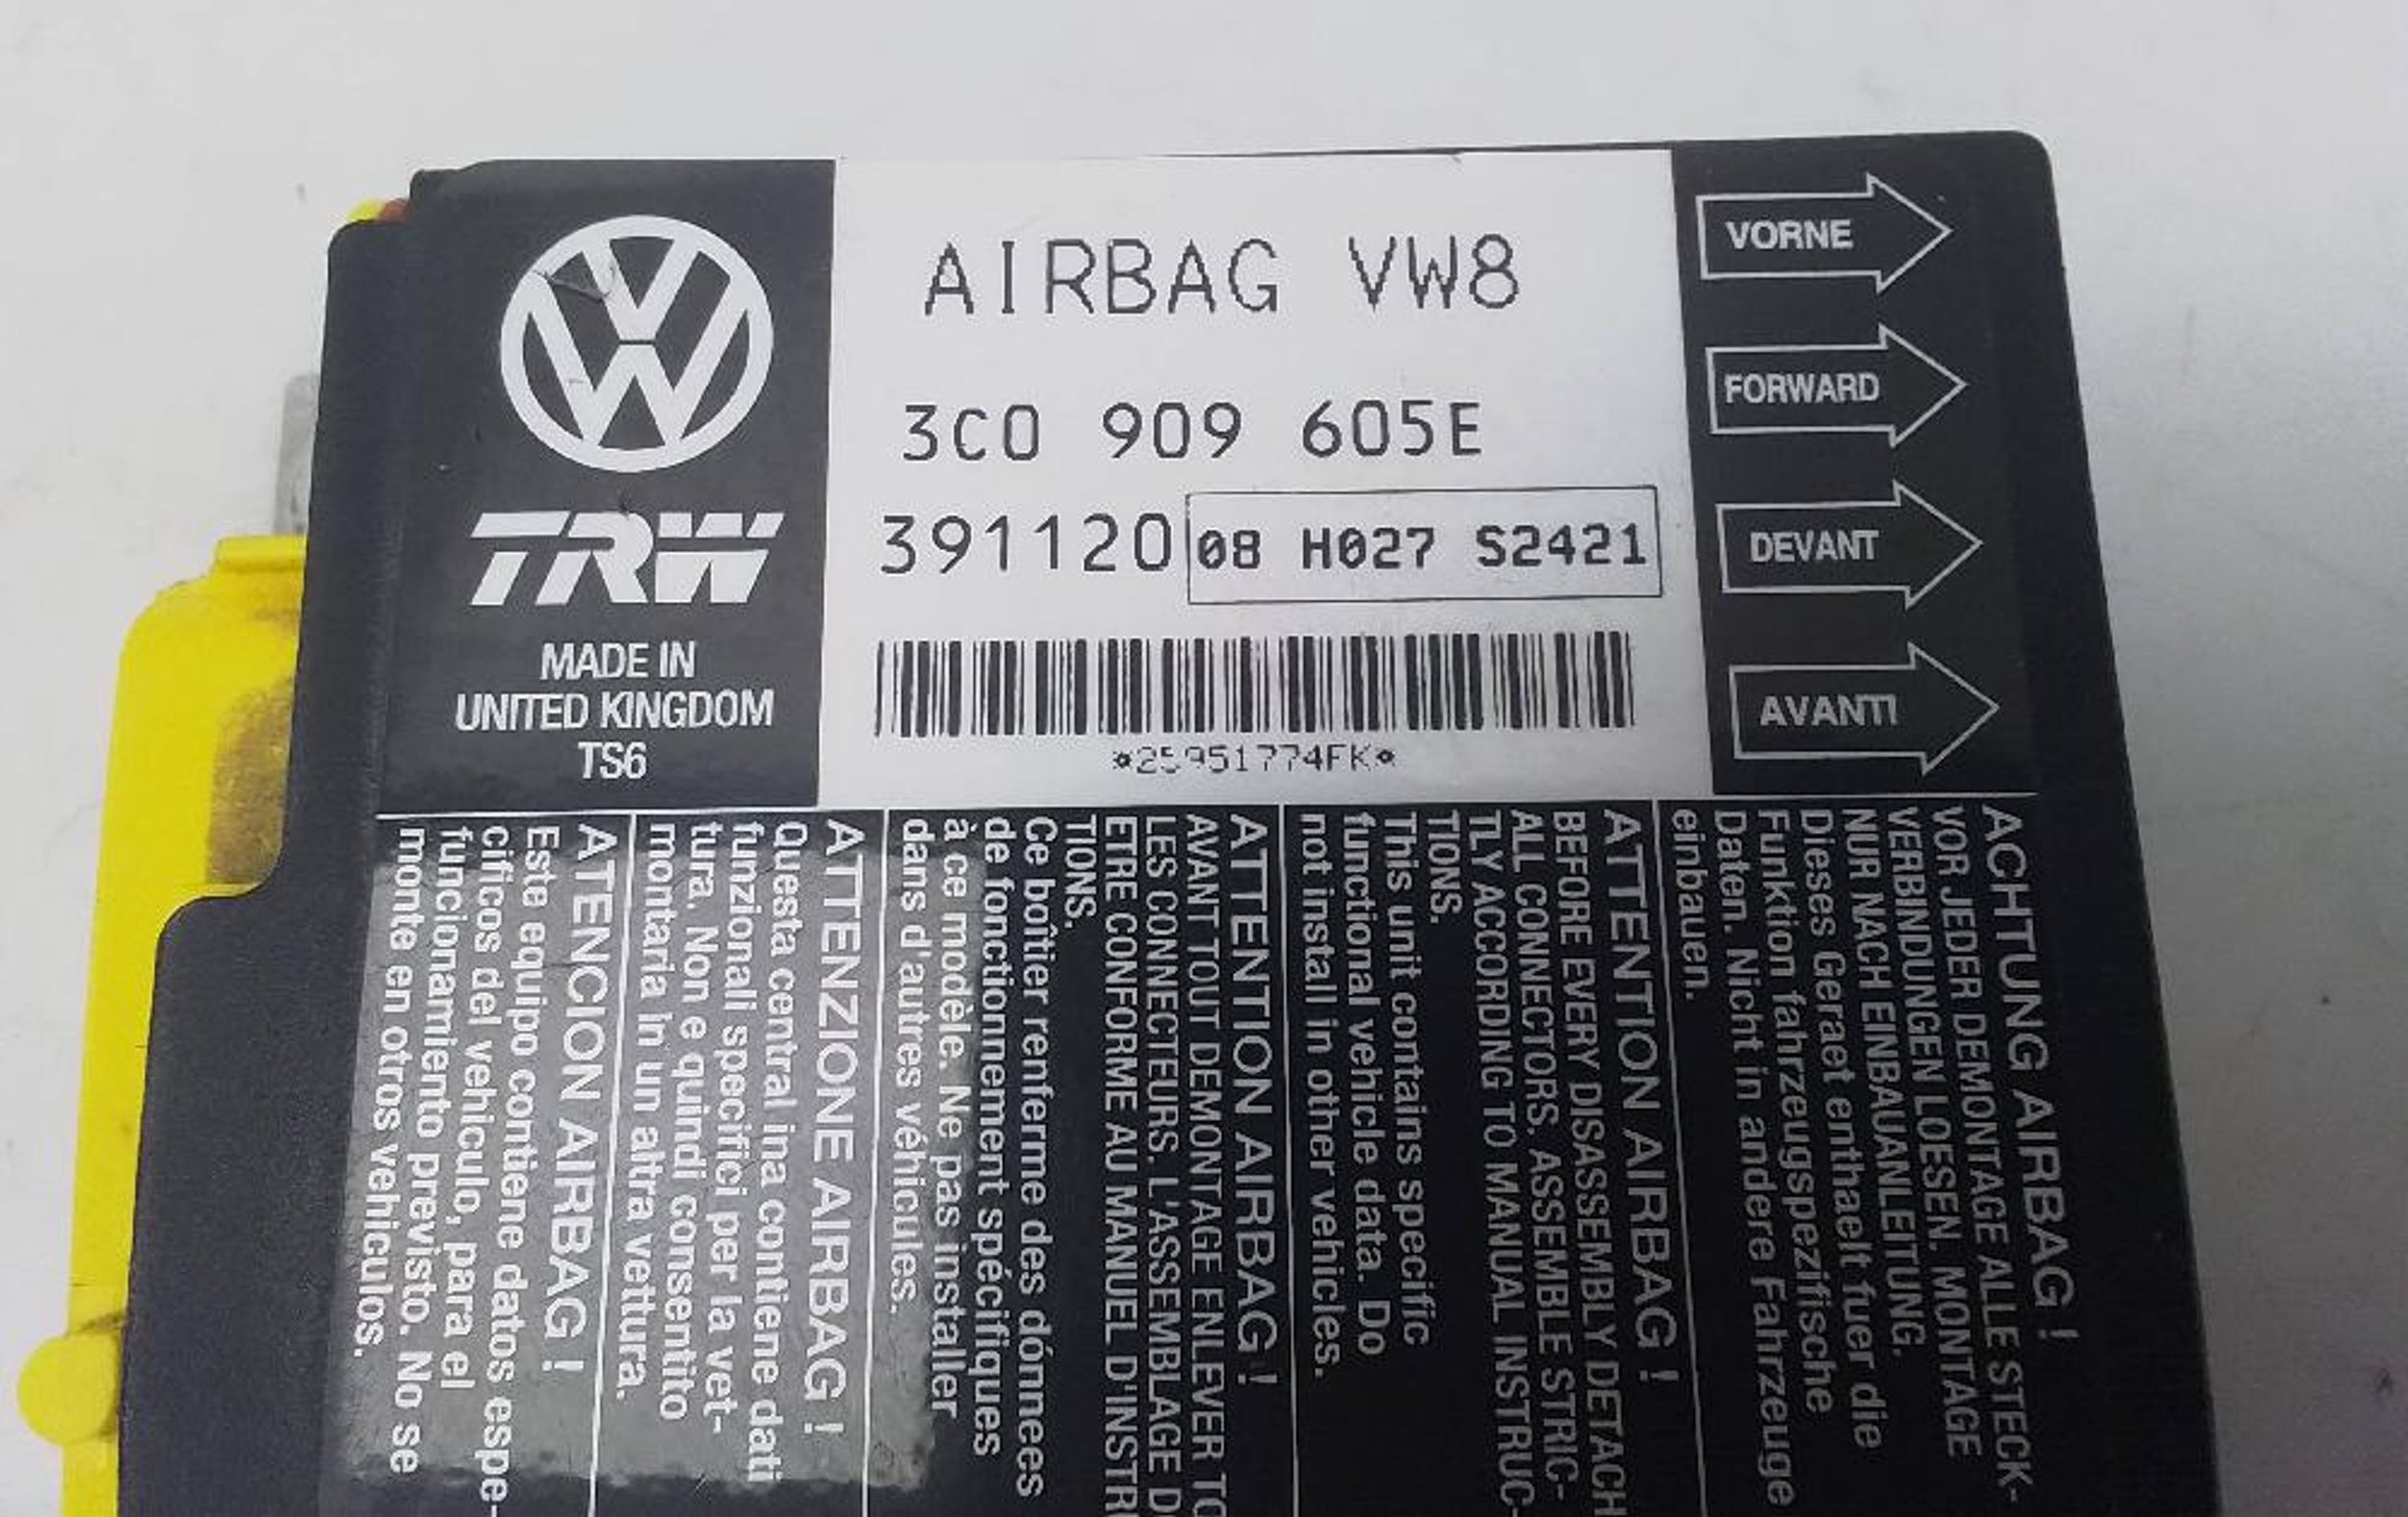 AIRBAG VW8
3C0 909 605E
391120 08 H027 S2421
*25951774FK*
TRW
MADE IN
UNITED KINGDOM
TS6
VORNE
FORWARD
DEVANT
AVANTI
ACHTUNG AIRBAG !
VOR JEDER DEMONTAGE ALLE STECK-
VERBINDUNGEN LOESEN. MONTAGE
NUR NACH EINBAUANLEITUNG.
Dieses Geraet enthaelt fuer die
Funktion fahrzeugspezifische
Daten. Nicht in andere Fahrzeuge
einbauen.
ATTENTION AIRBAG !
BEFORE EVERY DISASSEMBLY DETACH
ALL CONNECTORS. ASSEMBLE STRIC-
TLY ACCORDING TO MANUAL INSTRUC-
TIONS.
This unit contains specific
functional vehicle data. Do
not install in other vehicles.
ATTENTION AIRBAG !
AVANT TOUT DEMONTAGE ENLEVER TO
LES CONNECTEURS. L'ASSEMBLAGE D
ETRE CONFORME AU MANUEL D'INSTR
TIONS.
Ce boîtier renferme des dónnees
de fonctionnement spécifiques
à ce modèle. Ne pas installer
dans d'autres véhicules.
ATTENZIONE AIRBAG !
Questa central ina contiene dati
funzionali specifici per la vet-
tura. Non e quindi consentito
montaria in un altra vettura.
ATENCION AIRBAG !
Este equipo contiene datos espe-
cificos del vehiculo, para el
funcionamiento previsto. No se
monte en otros vehiculos.